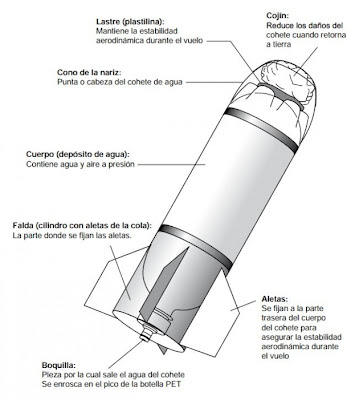 Lastre (plastilina):
Mantiene la estabilidad
aerodinámica durante el vuelo
Cojín:
Reduce los daños del
cohete cuando retorna
a tierra
Cono de la nariz:
Punta o cabeza del cohete de agua
Cuerpo (depósito de agua):
Contiene agua y aire a presión
Falda (cilindro con aletas de la cola):
La parte donde se fijan las aletas.
Aletas:
Se fijan a la parte
trasera del cuerpo
del cohete para
asegurar la estabilidad
aerodinámica durante
el vuelo
Boquilla:
Pieza por la cual sale el agua del cohete
Se enrosca en el pico de la botella PET